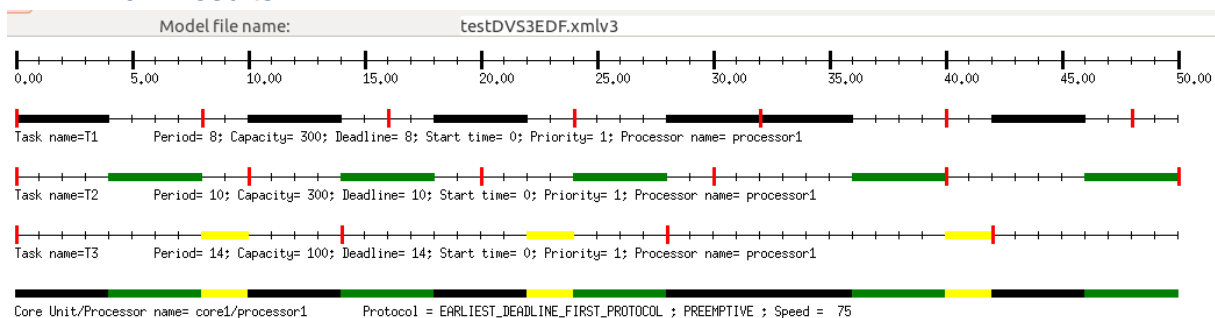 Model file name: testDVS3EDF.xmlv3
0.00 5.00 10.00 15.00 20.00 25.00 30.00 35.00 40.00 45.00 50.00
Task name=T1 Period= 8; Capacity= 300; Deadline= 8; Start time= 0; Priority= 1; Processor name= processor1
Task name=T2 Period= 10; Capacity= 300; Deadline= 10; Start time= 0; Priority= 1; Processor name= processor1
Task name=T3 Period= 14; Capacity= 100; Deadline= 14; Start time= 0; Priority= 1; Processor name= processor1
Core Unit/Processor name= core1/processor1 Protocol = EARLIEST_DEADLINE_FIRST_PROTOCOL ; PREEMPTIVE ; Speed = 75